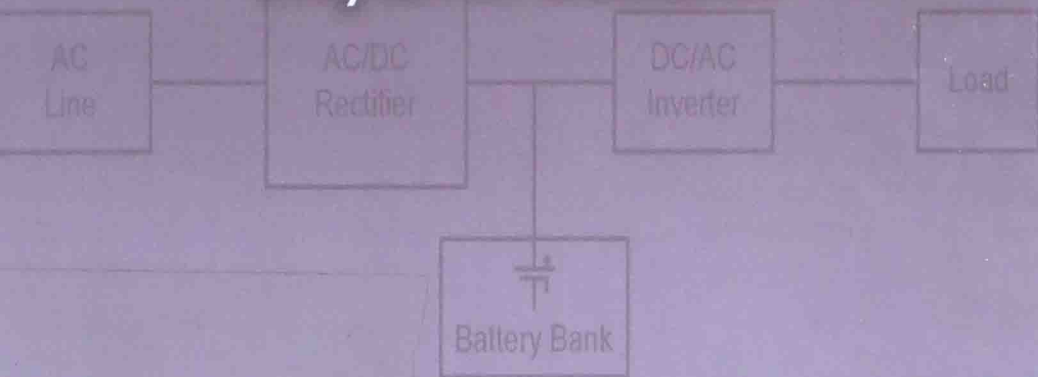 AC
Line
AC/DC
Rectifier
DC/AC
Inverter
Load
Battery Bank